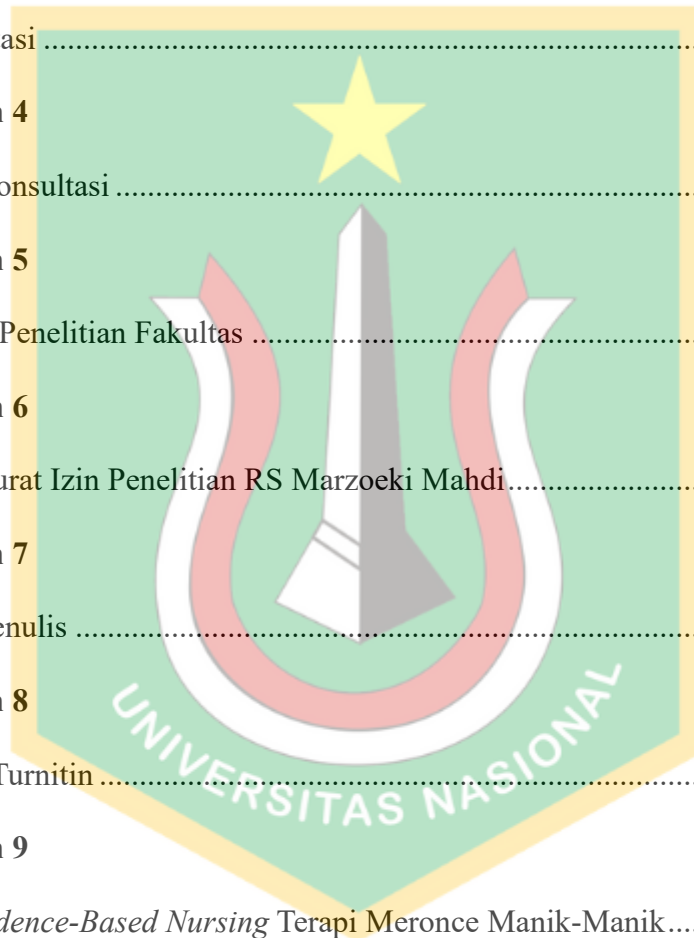 asi ........................................................................
n 4
onsultasi ...............................................................
n 5
Penelitian Fakultas ................................................
n 6
urat Izin Penelitian RS Marzoeki Mahdi....................
n 7
enulis ....................................................................
n 8
Turnitin ..................................................................
n 9
dence-Based Nursing Terapi Meronce Manik-Manik....
UNIVERSITAS NASIONAL